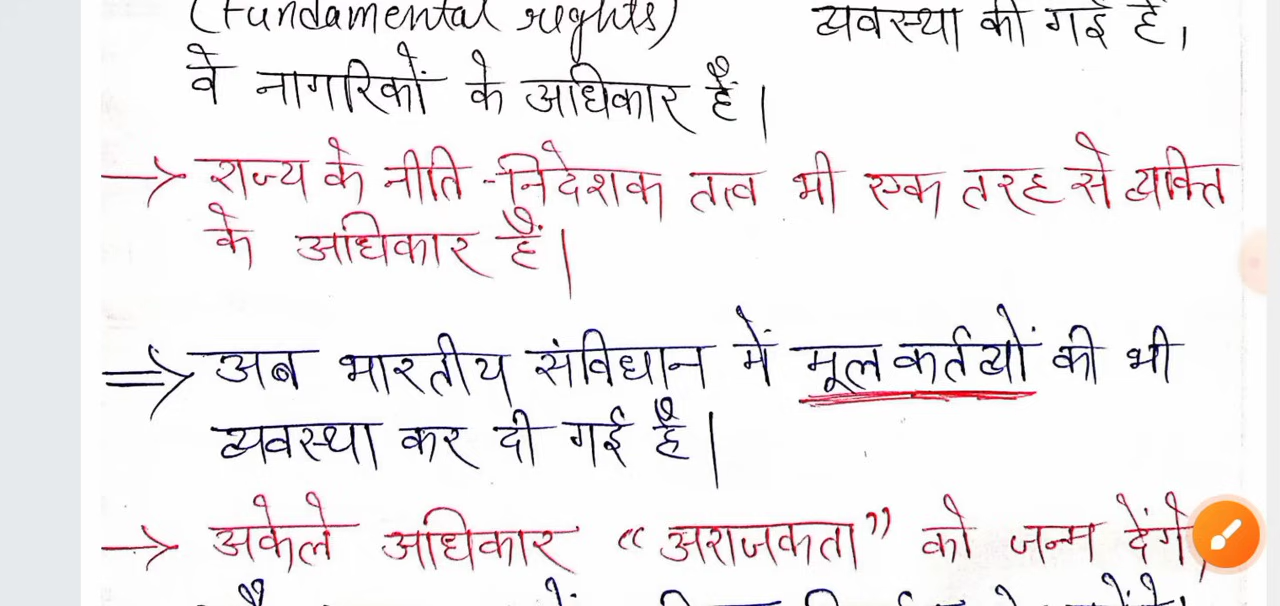 (Fundamental rights) व्यवस्था की गई है,
वे नागरिकों के अधिकार हैं।
→ राज्य के नीति-निदेशक तत्व भी एक तरह से व्यक्ति
के अधिकार हैं।
⇒ अब भारतीय संविधान में मूल कर्तव्यों की भी
व्यवस्था कर दी गई है।
→ अकेले अधिकार “अराजकता” को जन्म देंगे,